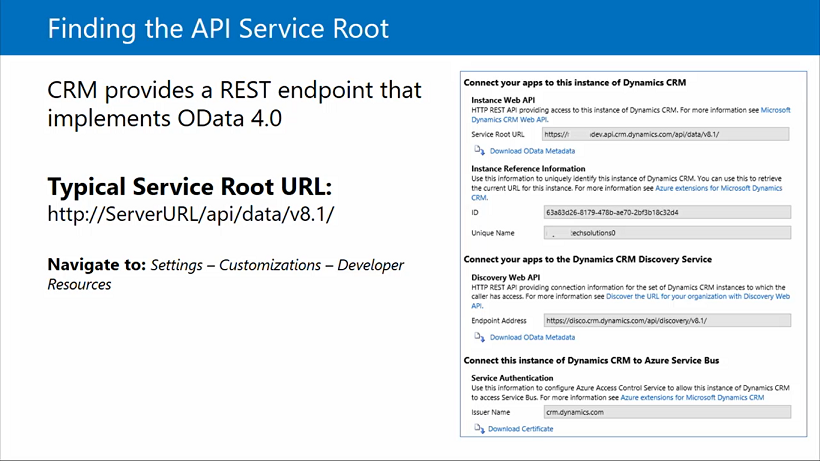 Finding the API Service Root
CRM provides a REST endpoint that
implements OData 4.0
Typical Service Root URL:
http://ServerURL/api/data/v8.1/
Navigate to: Settings – Customizations – Developer
Resources
Connect your apps to this instance of Dynamics CRM
Instance Web API
HTTP REST API providing access to this instance of Dynamics CRM. For more information see Microsoft
Dynamics CRM Web API.
Service Root URL https:// dev.api.crm.dynamics.com/api/data/v8.1/
Download OData Metadata
Instance Reference Information
Use this information to uniquely identify this instance of Dynamics CRM. You can use this to retrieve
the current URL for this instance. For more information see Azure extensions for Microsoft Dynamics
CRM.
ID 63a83d26-8179-478b-ae70-2bf3b18c32d4
Unique Name techsolutions0
Connect your apps to the Dynamics CRM Discovery Service
Discovery Web API
HTTP REST API providing connection information for the set of Dynamics CRM instances to which the
caller has access. For more information see Discover the URL for your organization with Discovery Web
API.
Endpoint Address https://disco.crm.dynamics.com/api/discovery/v8.1/
Download OData Metadata
Connect this instance of Dynamics CRM to Azure Service Bus
Service Authentication
Use this information to configure Azure Access Control Service to allow this instance of Dynamics CRM
to access Service Bus. For more information see Azure extensions for Microsoft Dynamics CRM
Issuer Name crm.dynamics.com
Download Certificate